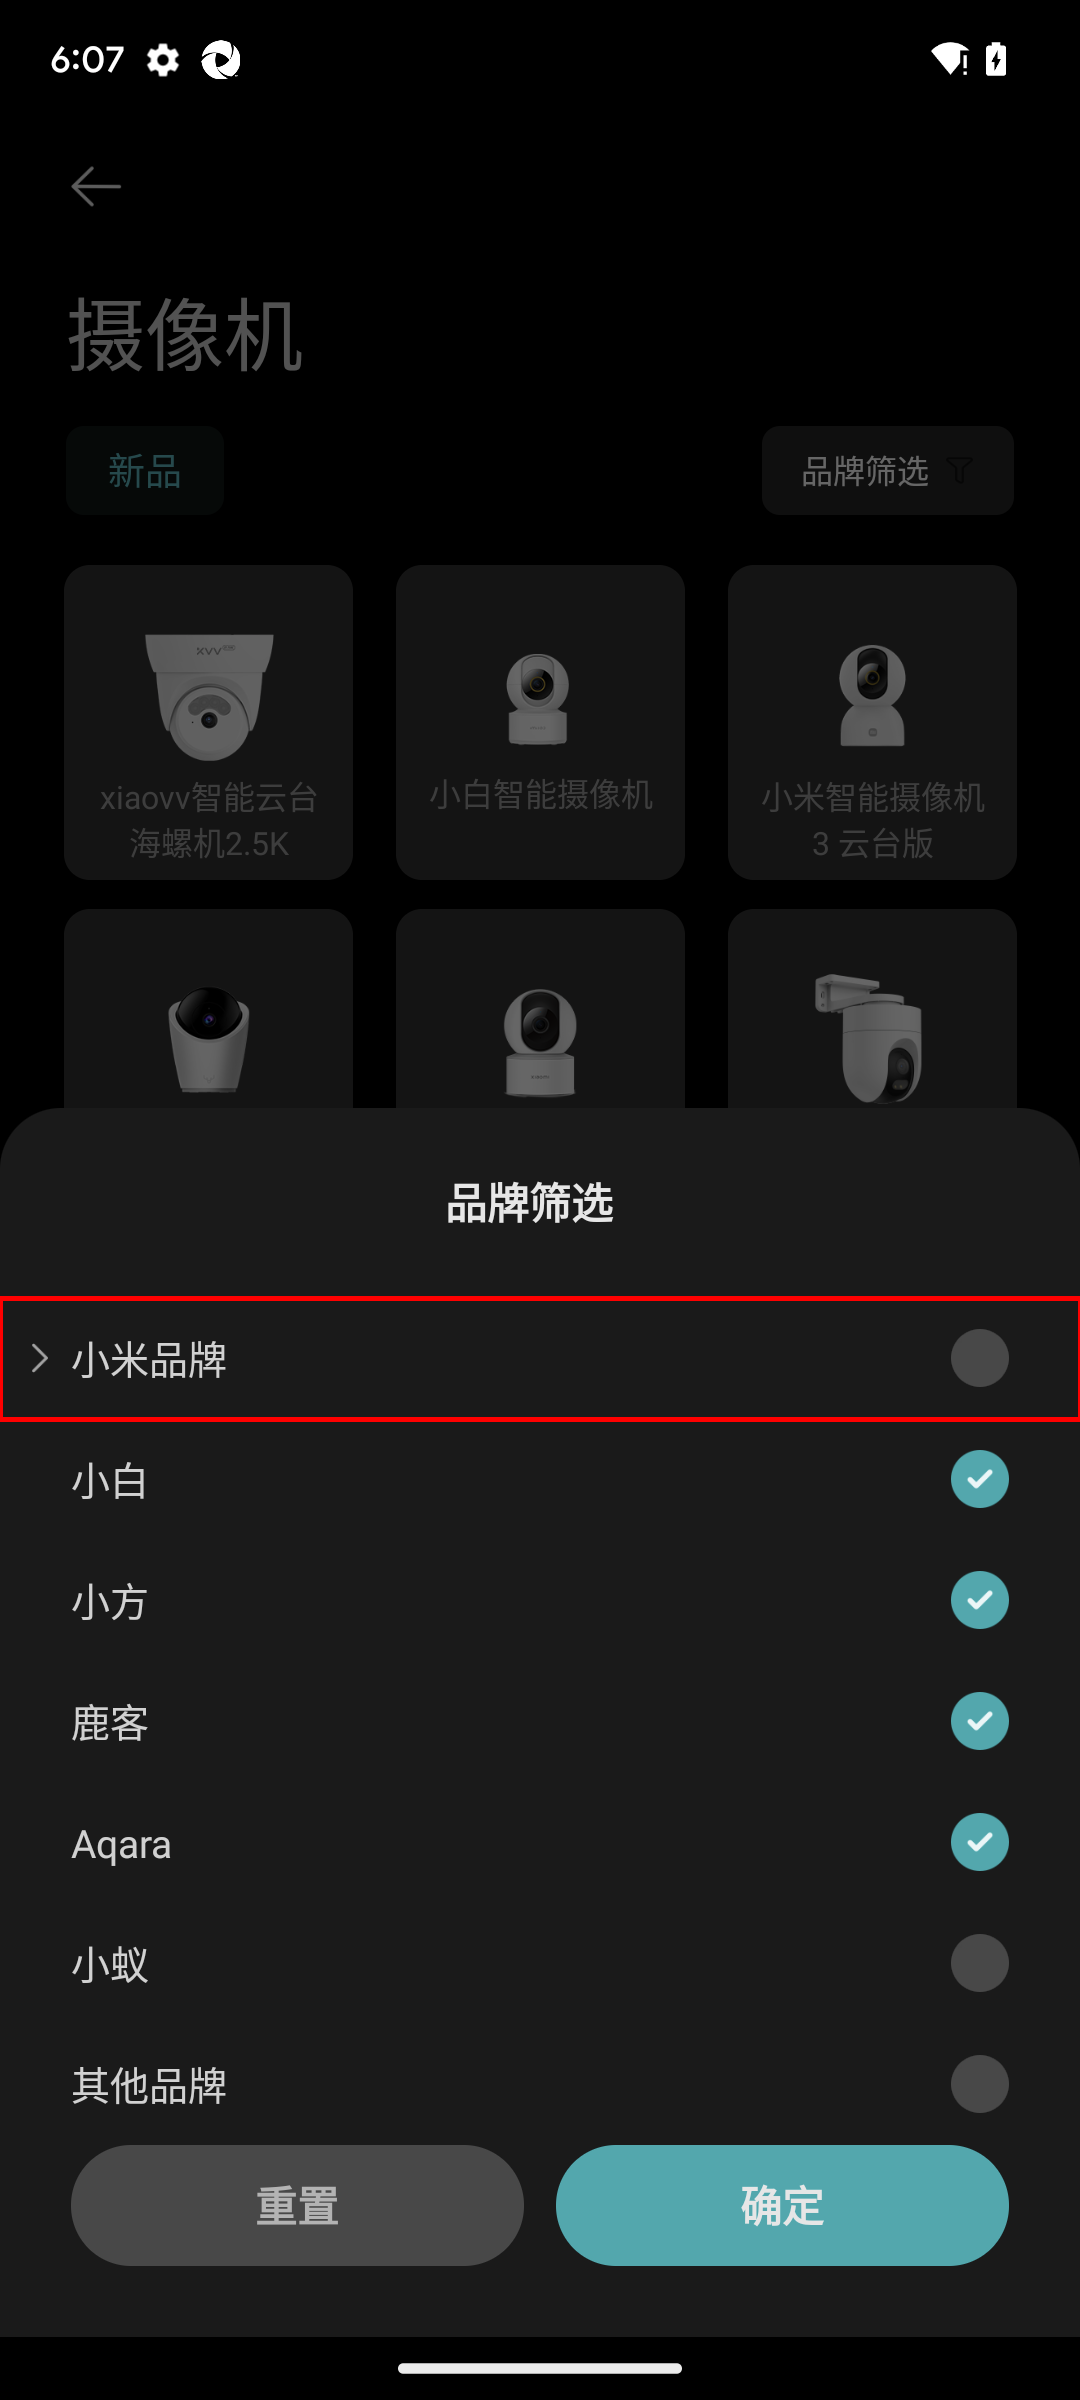 6:07
摄像机
新品
品牌筛选
xiaovv智能云台
海螺机2.5K
小白智能摄像机
小米智能摄像机
3 云台版
品牌筛选
小米品牌
小白
小方
鹿客
Aqara
小蚁
其他品牌
重置
确定